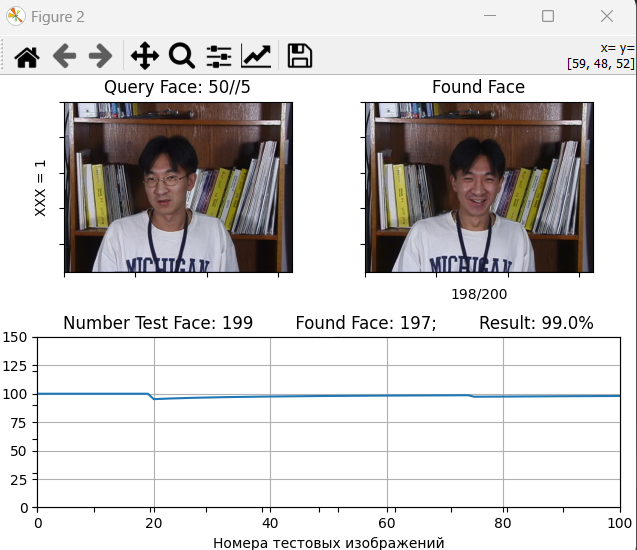 Figure 2
x= y=
[59, 48, 52]
Query Face: 50//5
Found Face
XXX = 1
MICHIGAN
MICHIGAN
198/200
Number Test Face: 199 Found Face: 197; Result: 99.0%
150
125
100
75
50
25
0
0 20 40 60 80 100
Номера тестовых изображений